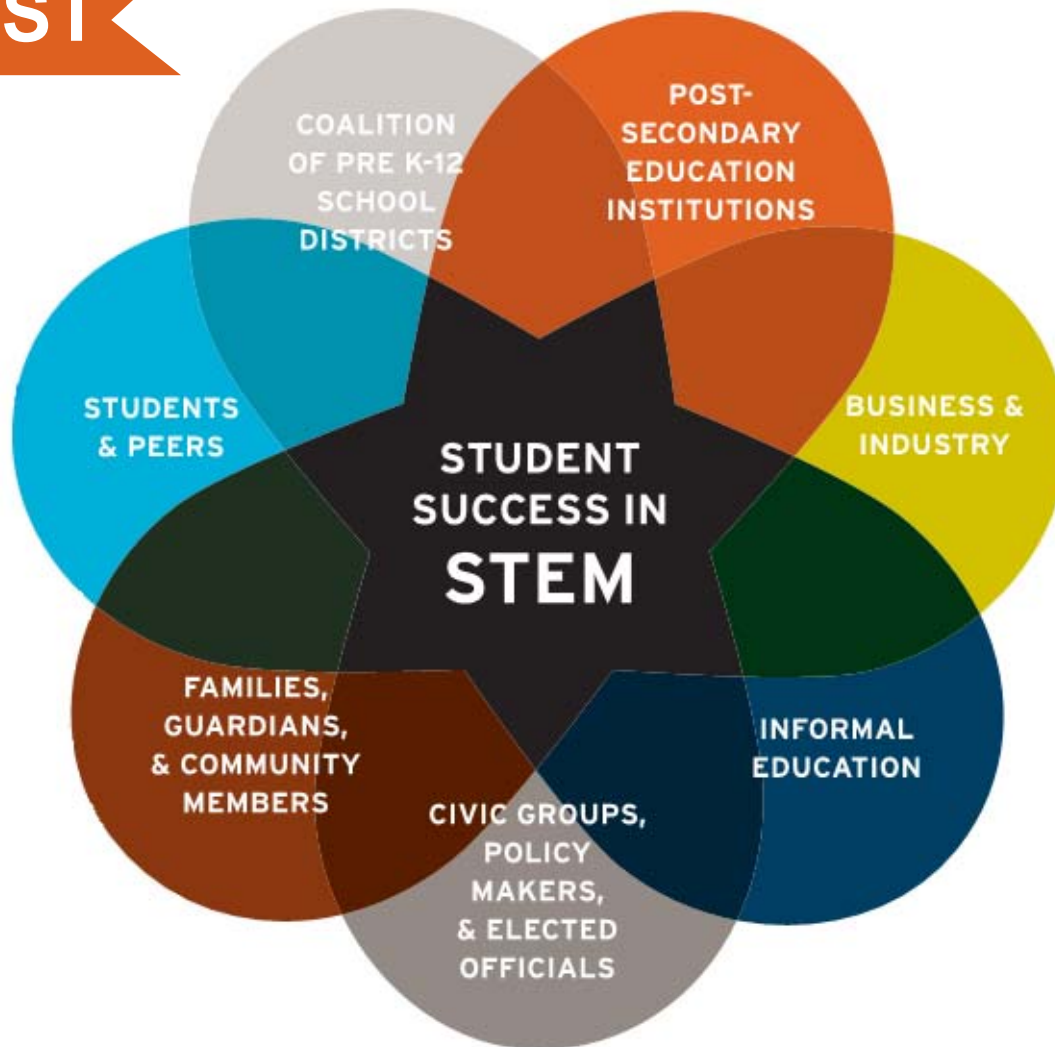 ST
COALITION
OF PRE K-12
SCHOOL
DISTRICTS
POST-
SECONDARY
EDUCATION
INSTITUTIONS
STUDENTS
& PEERS
BUSINESS &
INDUSTRY
STUDENT
SUCCESS IN
STEM
FAMILIES,
GUARDIANS,
& COMMUNITY
MEMBERS
INFORMAL
EDUCATION
CIVIC GROUPS,
POLICY
MAKERS,
& ELECTED
OFFICIALS